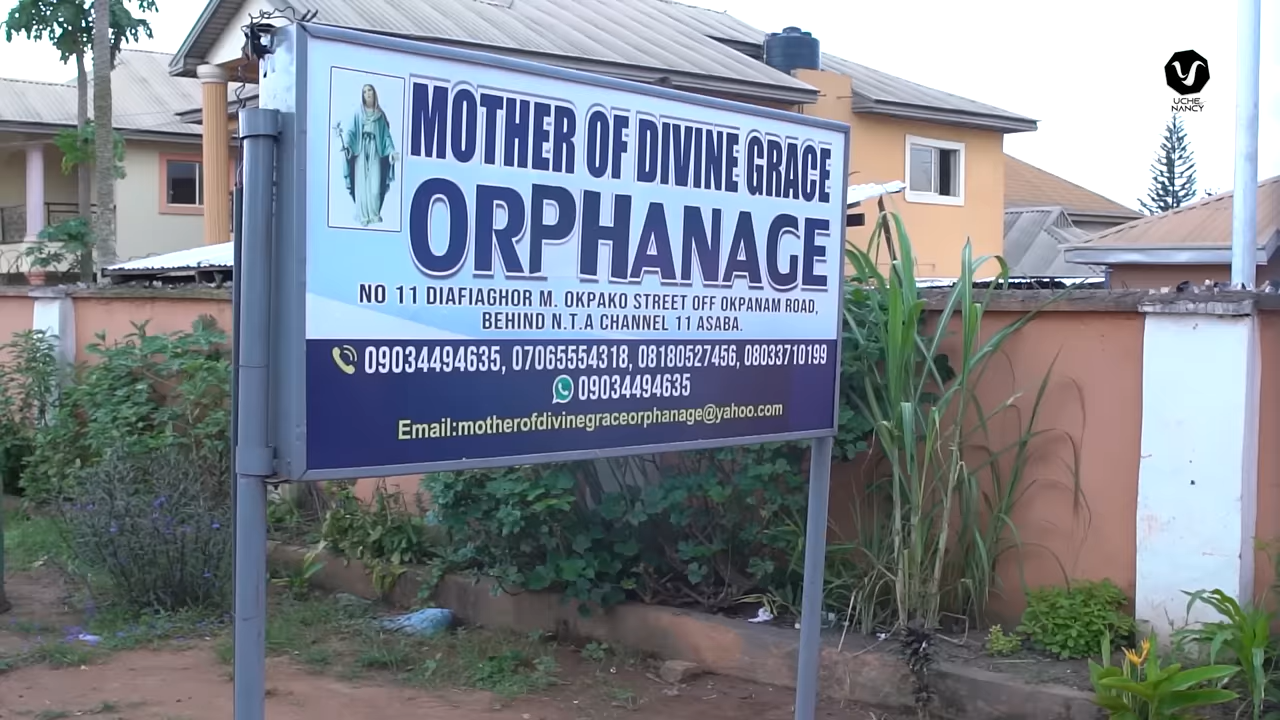 MOTHER OF DIVINE GRACE
ORPHANAGE
NO 11 DIAFIAGHOR M. OKPAKO STREET OFF OKPANAM ROAD,
BEHIND N.T.A CHANNEL 11 ASABA.
09034494635, 07065554318, 08180527456, 08033710199
09034494635
Email:motherofdivinegraceorphanage@yahoo.com
UCHE
NANCY